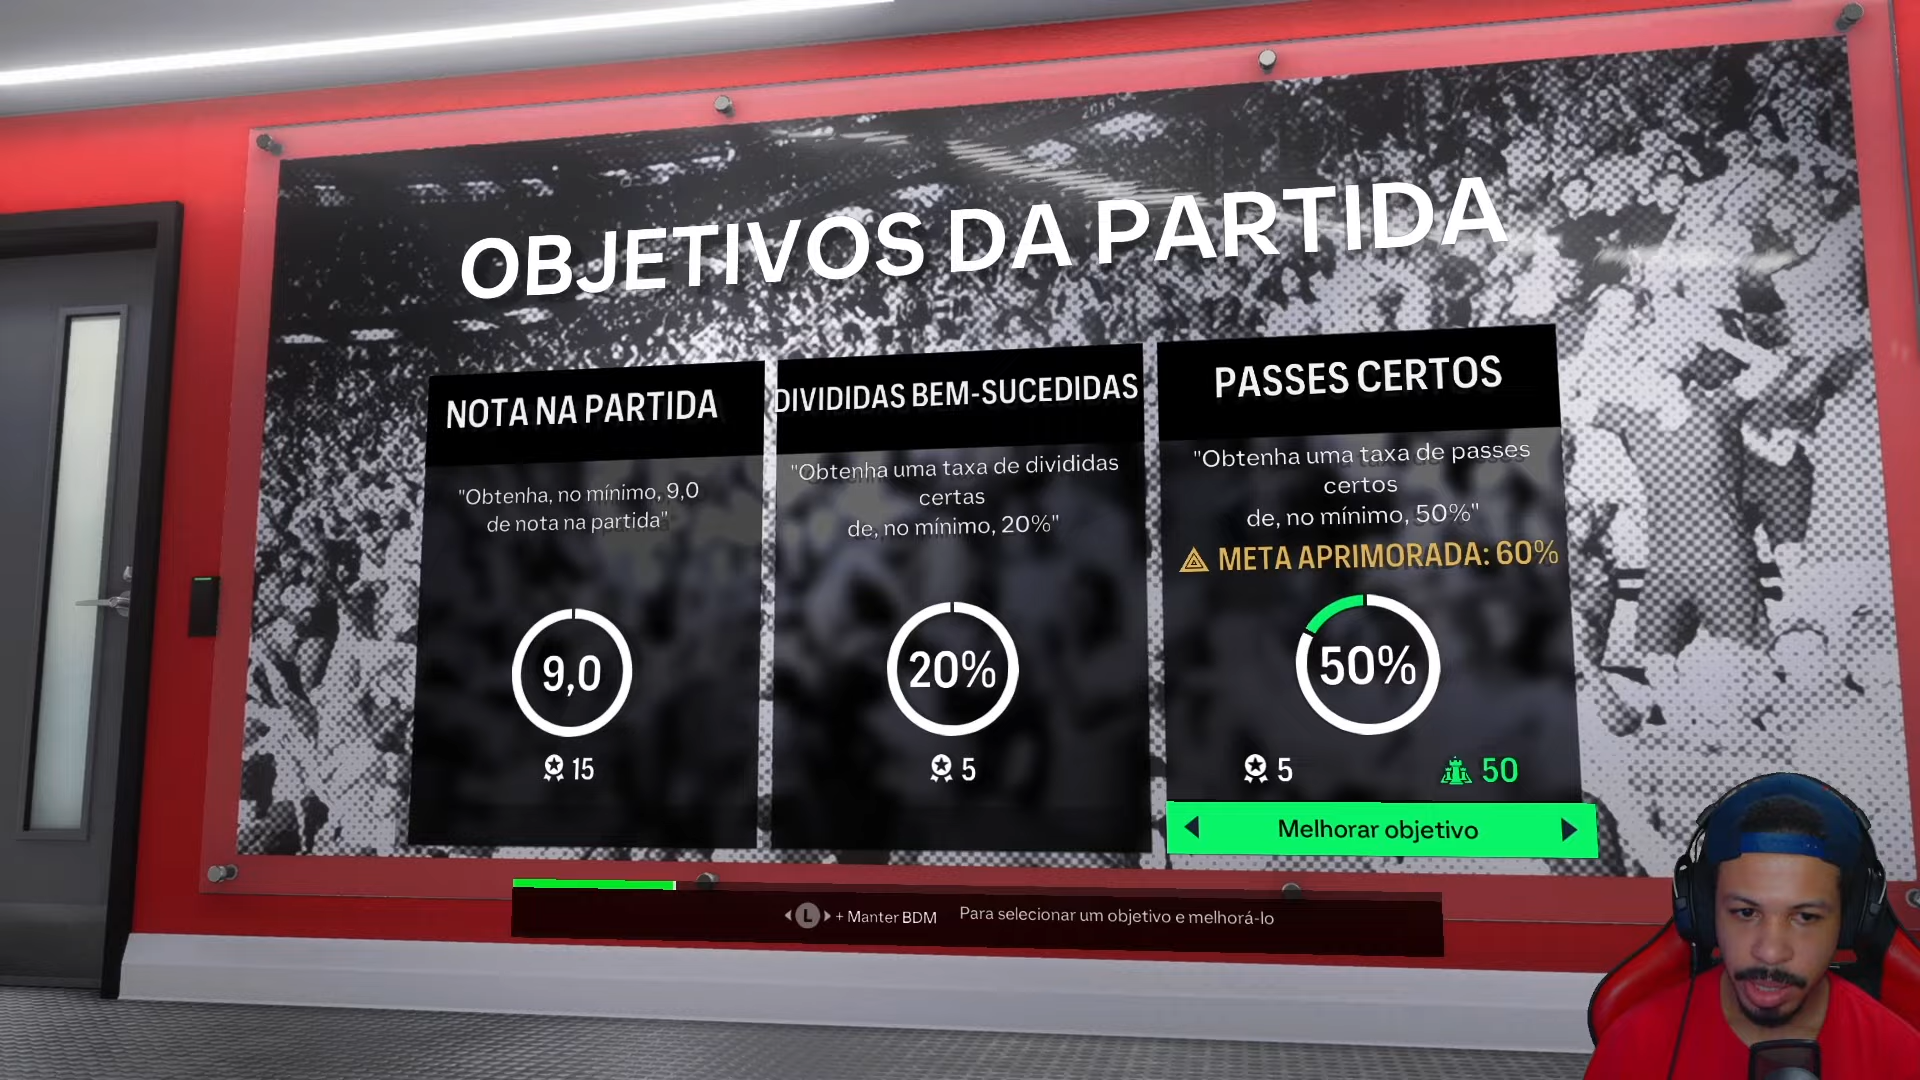 OBJETIVOS DA PARTIDA
NOTA NA PARTIDA
"Obtenha, no mínimo, 9,0
de nota na partida"
9,0
15
DIVIDIDAS BEM-SUCEDIDAS
"Obtenha uma taxa de divididas
certas
de, no mínimo, 20%"
20%
5
PASSES CERTOS
"Obtenha uma taxa de passes
certos
de, no mínimo, 50%"
META APRIMORADA: 60%
50%
5
50
Melhorar objetivo
L + Manter BDM Para selecionar um objetivo e melhorá-lo